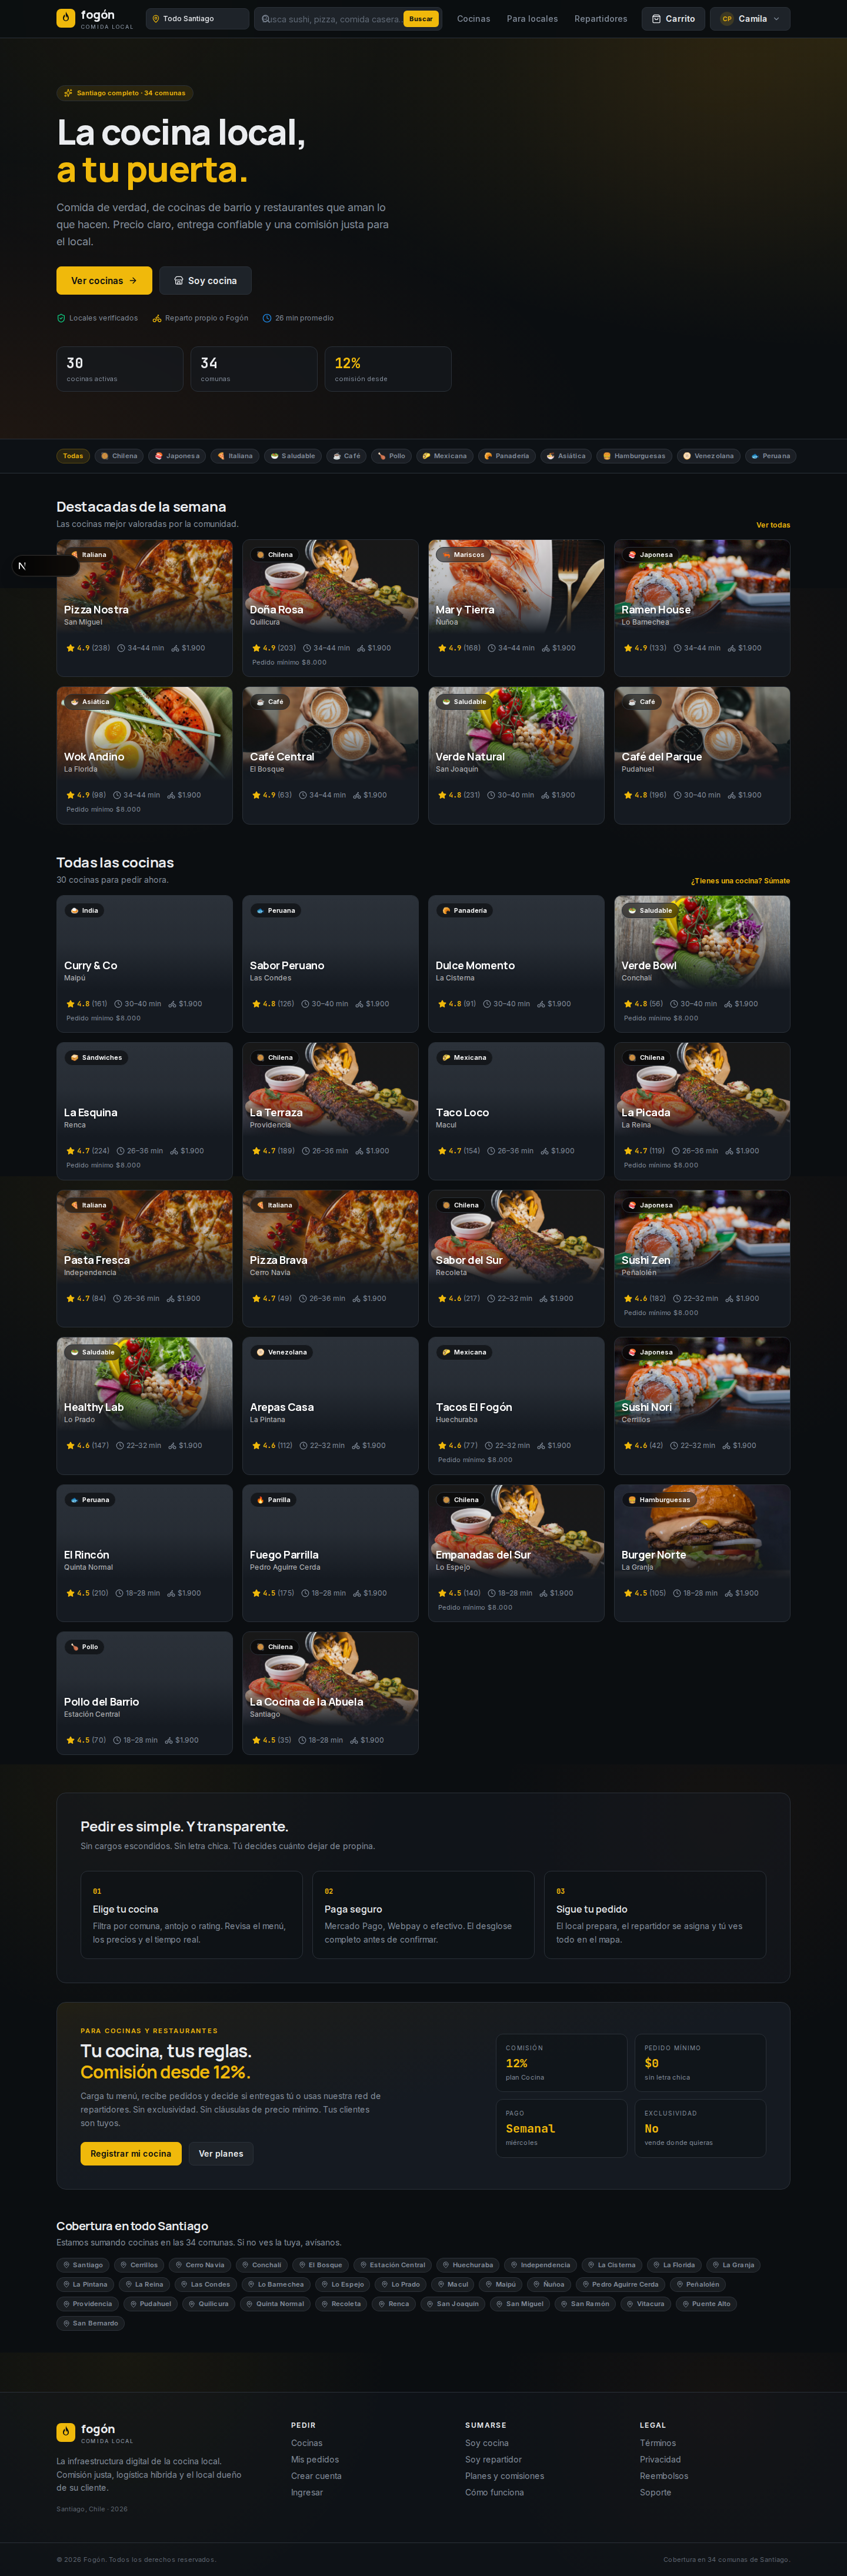 fogón
COMIDA LOCAL
Todo Santiago
Busca sushi, pizza, comida casera...
Buscar
Cocinas
Para locales
Repartidores
Carrito
CP
Camila
Santiago completo · 34 comunas
La cocina local,
a tu puerta.
Comida de verdad, de cocinas de barrio y restaurantes que aman lo
que hacen. Precio claro, entrega confiable y una comisión justa para
el local.
Ver cocinas
Soy cocina
Locales verificados
Reparto propio o Fogón
26 min promedio
30
cocinas activas
34
comunas
12%
comisión desde
Todas
Chilena
Japonesa
Italiana
Saludable
Café
Pollo
Mexicana
Panadería
Asiática
Hamburguesas
Venezolana
Peruana
Destacadas de la semana
Las cocinas mejor valoradas por la comunidad.
Ver todas
N
Italiana
Pizza Nostra
San Miguel
4.9 (238) 34–44 min $1.900
Chilena
Doña Rosa
Quilicura
4.9 (203) 34–44 min $1.900
Pedido mínimo $8.000
Mariscos
Mar y Tierra
Ñuñoa
4.9 (168) 34–44 min $1.900
Japonesa
Ramen House
Lo Barnechea
4.9 (133) 34–44 min $1.900
Asiática
Wok Andino
La Florida
4.9 (98) 34–44 min $1.900
Pedido mínimo $8.000
Café
Café Central
El Bosque
4.9 (63) 34–44 min $1.900
Saludable
Verde Natural
San Joaquín
4.8 (231) 30–40 min $1.900
Café
Café del Parque
Pudahuel
4.8 (196) 30–40 min $1.900
Todas las cocinas
30 cocinas para pedir ahora.
¿Tienes una cocina? Súmate
India
Curry & Co
Maipú
4.8 (161) 30–40 min $1.900
Pedido mínimo $8.000
Peruana
Sabor Peruano
Las Condes
4.8 (126) 30–40 min $1.900
Panadería
Dulce Momento
La Cisterna
4.8 (91) 30–40 min $1.900
Saludable
Verde Bowl
Conchalí
4.8 (56) 30–40 min $1.900
Pedido mínimo $8.000
Sándwiches
La Esquina
Renca
4.7 (224) 26–36 min $1.900
Pedido mínimo $8.000
Chilena
La Terraza
Providencia
4.7 (189) 26–36 min $1.900
Mexicana
Taco Loco
Macul
4.7 (154) 26–36 min $1.900
Chilena
La Picada
La Reina
4.7 (119) 26–36 min $1.900
Pedido mínimo $8.000
Italiana
Pasta Fresca
Independencia
4.7 (84) 26–36 min $1.900
Italiana
Pizza Brava
Cerro Navia
4.7 (49) 26–36 min $1.900
Chilena
Sabor del Sur
Recoleta
4.6 (217) 22–32 min $1.900
Japonesa
Sushi Zen
Peñalolén
4.6 (182) 22–32 min $1.900
Pedido mínimo $8.000
Saludable
Healthy Lab
Lo Prado
4.6 (147) 22–32 min $1.900
Venezolana
Arepas Casa
La Pintana
4.6 (112) 22–32 min $1.900
Mexicana
Tacos El Fogón
Huechuraba
4.6 (77) 22–32 min $1.900
Pedido mínimo $8.000
Japonesa
Sushi Nori
Cerrillos
4.6 (42) 22–32 min $1.900
Peruana
El Rincón
Quinta Normal
4.5 (210) 18–28 min $1.900
Parrilla
Fuego Parrilla
Pedro Aguirre Cerda
4.5 (175) 18–28 min $1.900
Chilena
Empanadas del Sur
Lo Espejo
4.5 (140) 18–28 min $1.900
Pedido mínimo $8.000
Hamburguesas
Burger Norte
La Granja
4.5 (105) 18–28 min $1.900
Pollo
Pollo del Barrio
Estación Central
4.5 (70) 18–28 min $1.900
Chilena
La Cocina de la Abuela
Santiago
4.5 (35) 18–28 min $1.900
Pedir es simple. Y transparente.
Sin cargos escondidos. Sin letra chica. Tú decides cuánto dejar de propina.
01
Elige tu cocina
Filtra por comuna, antojo o rating. Revisa el menú,
los precios y el tiempo real.
02
Paga seguro
Mercado Pago, Webpay o efectivo. El desglose
completo antes de confirmar.
03
Sigue tu pedido
El local prepara, el repartidor se asigna y tú ves
todo en el mapa.
PARA COCINAS Y RESTAURANTES
Tu cocina, tus reglas.
Comisión desde 12%.
Carga tu menú, recibe pedidos y decide si entregas tú o usas nuestra red de
repartidores. Sin exclusividad. Sin cláusulas de precio mínimo. Tus clientes
son tuyos.
Registrar mi cocina
Ver planes
COMISIÓN
12%
plan Cocina
PEDIDO MÍNIMO
$0
sin letra chica
PAGO
Semanal
miércoles
EXCLUSIVIDAD
No
vende donde quieras
Cobertura en todo Santiago
Estamos sumando cocinas en las 34 comunas. Si no ves la tuya, avísanos.
Santiago
Cerrillos
Cerro Navia
Conchalí
El Bosque
Estación Central
Huechuraba
Independencia
La Cisterna
La Florida
La Granja
La Pintana
La Reina
Las Condes
Lo Barnechea
Lo Espejo
Lo Prado
Macul
Maipú
Ñuñoa
Pedro Aguirre Cerda
Peñalolén
Providencia
Pudahuel
Quilicura
Quinta Normal
Recoleta
Renca
San Joaquín
San Miguel
San Ramón
Vitacura
Puente Alto
San Bernardo
fogón
COMIDA LOCAL
La infraestructura digital de la cocina local.
Comisión justa, logística híbrida y el local dueño
de su cliente.
Santiago, Chile · 2026
PEDIR
Cocinas
Mis pedidos
Crear cuenta
Ingresar
SUMARSE
Soy cocina
Soy repartidor
Planes y comisiones
Cómo funciona
LEGAL
Términos
Privacidad
Reembolsos
Soporte
© 2026 Fogón. Todos los derechos reservados.
Cobertura en 34 comunas de Santiago.